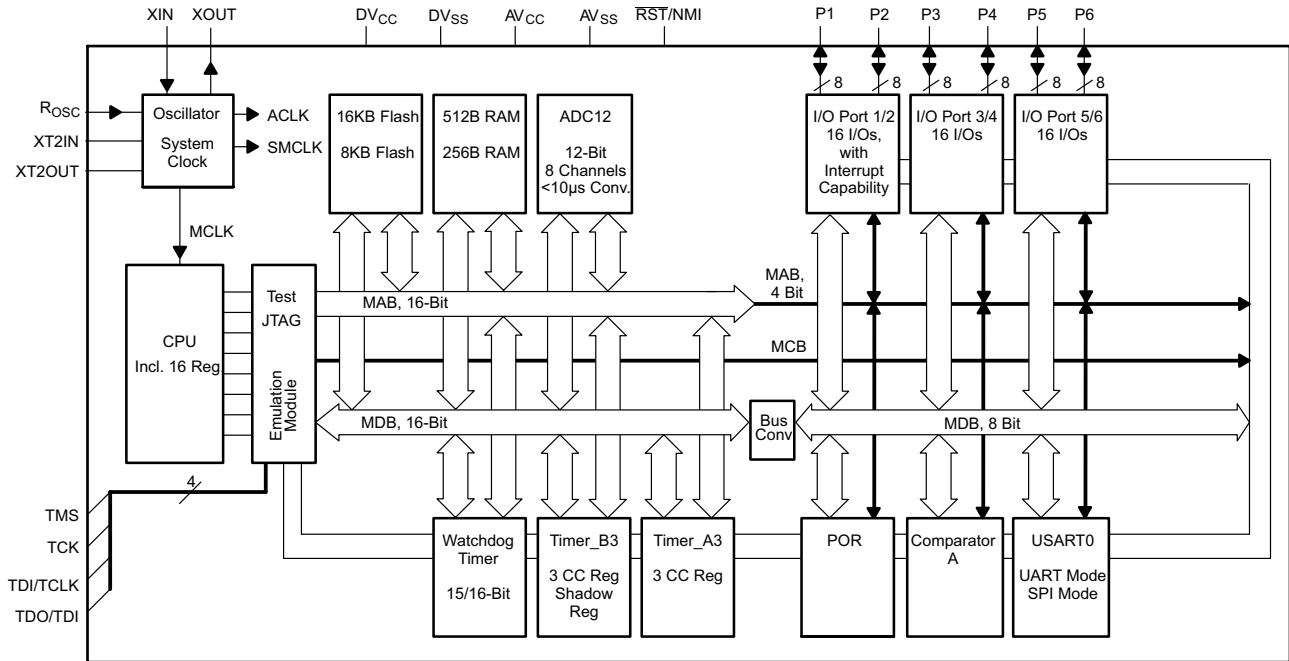 XIN
XOUT
DVCC
DVSS
AVCC
AVSS
RST/NMI
P1
P2
P3
P4
P5
P6
8
8
8
8
8
8
ROSC
XT2IN
XT2OUT
Oscillator
System
Clock
ACLK
SMCLK
16KB Flash
8KB Flash
512B RAM
256B RAM
ADC12
12-Bit
8 Channels
<10µs Conv.
I/O Port 1/2
16 I/Os,
with
Interrupt
Capability
I/O Port 3/4
16 I/Os
I/O Port 5/6
16 I/Os
MCLK
CPU
Incl. 16 Reg.
Test
JTAG
Emulation
Module
MAB, 16-Bit
MAB,
4 Bit
MCB
MDB, 16-Bit
Bus
Conv
MDB, 8 Bit
4
TMS
TCK
TDI/TCLK
TDO/TDI
Watchdog
Timer
15/16-Bit
Timer_B3
3 CC Reg
Shadow
Reg
Timer_A3
3 CC Reg
POR
Comparator
A
USART0
UART Mode
SPI Mode